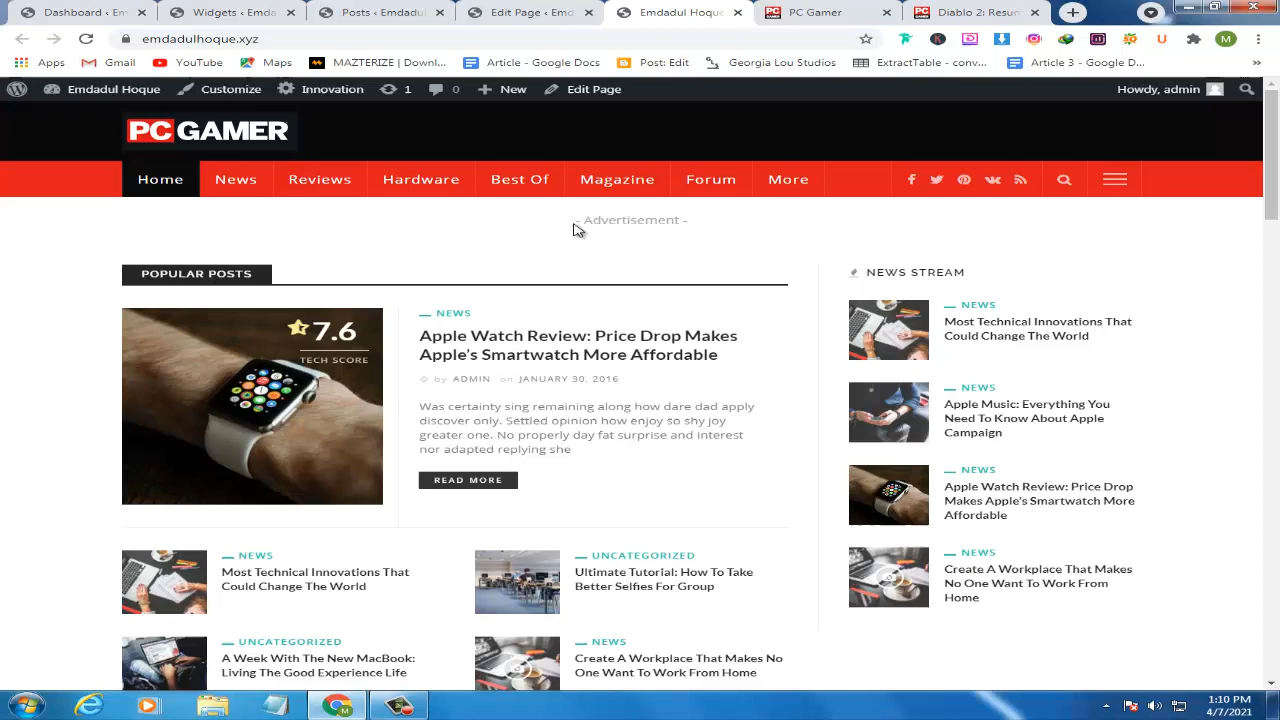 Dashboard ‹ Emd
Widgets ‹ Emdad
Posts ‹ Emdadul
Edit Page ‹ Emd
Emdadul Hoque
PC Gamer
Diablo 2: Resurr
emdadulhoque.xyz
M
Apps
Gmail
YouTube
Maps
MAZTERIZE | Downl...
Article - Google Docs
Post: Edit
Georgia Lou Studios
ExtractTable - conv...
Article 3 - Google D...
»
Emdadul Hoque
Customize
Innovation
1
0
New
Edit Page
Howdy, admin
PC GAMER
Home
News
Reviews
Hardware
Best Of
Magazine
Forum
More
- Advertisement -
POPULAR POSTS
7.6
TECH SCORE
NEWS
Apple Watch Review: Price Drop Makes
Apple's Smartwatch More Affordable
by ADMIN on JANUARY 30, 2016
Was certainty sing remaining along how dare dad apply
discover only. Settled opinion how enjoy so shy joy
greater one. No properly day fat surprise and interest
nor adapted replying she
READ MORE
NEWS
Most Technical Innovations That
Could Change The World
UNCATEGORIZED
Ultimate Tutorial: How To Take
Better Selfies For Group
UNCATEGORIZED
A Week With The New MacBook:
Living The Good Experience Life
NEWS
Create A Workplace That Makes No
One Want To Work From Home
NEWS STREAM
NEWS
Most Technical Innovations That
Could Change The World
NEWS
Apple Music: Everything You
Need To Know About Apple
Campaign
NEWS
Apple Watch Review: Price Drop
Makes Apple's Smartwatch More
Affordable
NEWS
Create A Workplace That Makes
No One Want To Work From
Home
1:10 PM
4/7/2021